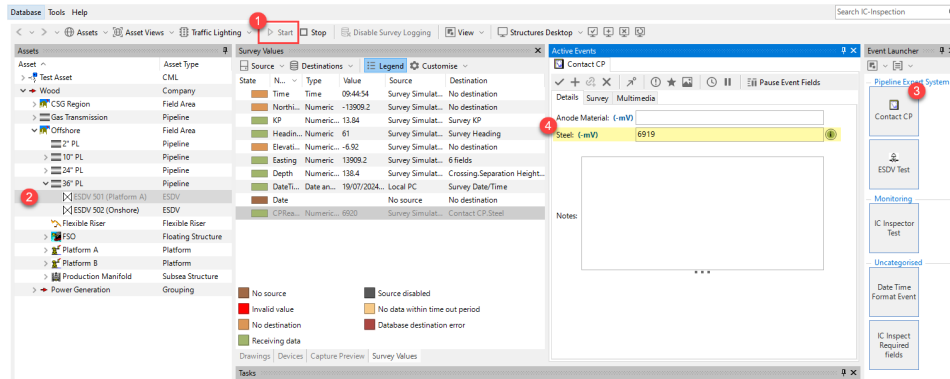 Database Tools Help
Search IC-Inspection
1
Assets Asset Views Traffic Lighting Start Stop Disable Survey Logging View Structures Desktop
Assets
Asset Asset Type
Test Asset CML
Wood Company
CSG Region Field Area
Gas Transmission Pipeline
Offshore Field Area
2" PL Pipeline
10" PL Pipeline
24" PL Pipeline
36" PL Pipeline
2 ESDV 501 (Platform A) ESDV
ESDV 502 (Onshore) ESDV
Flexible Riser Flexible Riser
FSO Floating Structure
Platform A Platform
Platform B Platform
Production Manifold Subsea Structure
Power Generation Grouping
Survey Values
Source Destinations Legend Customise
State N... Type Value Source Destination
Time Time 09:44:54 Survey Simulat... No destination
Northi... Numeric -13909.2 Survey Simulat... No destination
KP Numeric... 13.84 Survey Simulat... Survey KP
Headin... Numeric 61 Survey Simulat... Survey Heading
Elevati... Numeric... -6.92 Survey Simulat... No destination
Easting Numeric 13909.2 Survey Simulat... 6 fields
Depth Numeric... 138.4 Survey Simulat... Crossing.Separation Height...
DateTi... Date an... 19/07/2024... Local PC Survey Date/Time
Date No source No destination
CPRea... Numeric... 6920 Survey Simulat... Contact CP.Steel
No source Source disabled
Invalid value No data within time out period
No destination Database destination error
Receiving data
Drawings Devices Capture Preview Survey Values
Tasks
Active Events
Contact CP
Pause Event Fields
Details Survey Multimedia
Anode Material: (-mV)
4 Steel: (-mV) 6919
Notes:
Event Launcher
Pipeline Expert System
3
Contact CP
ESDV Test
Monitoring
IC Inspector
Test
Uncategorised
Date Time
Format Event
IC Inspect
Required
fields